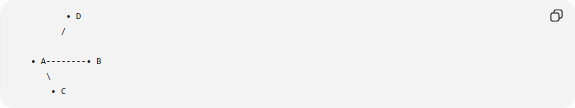 • D
/
• A--------• B
\
• C